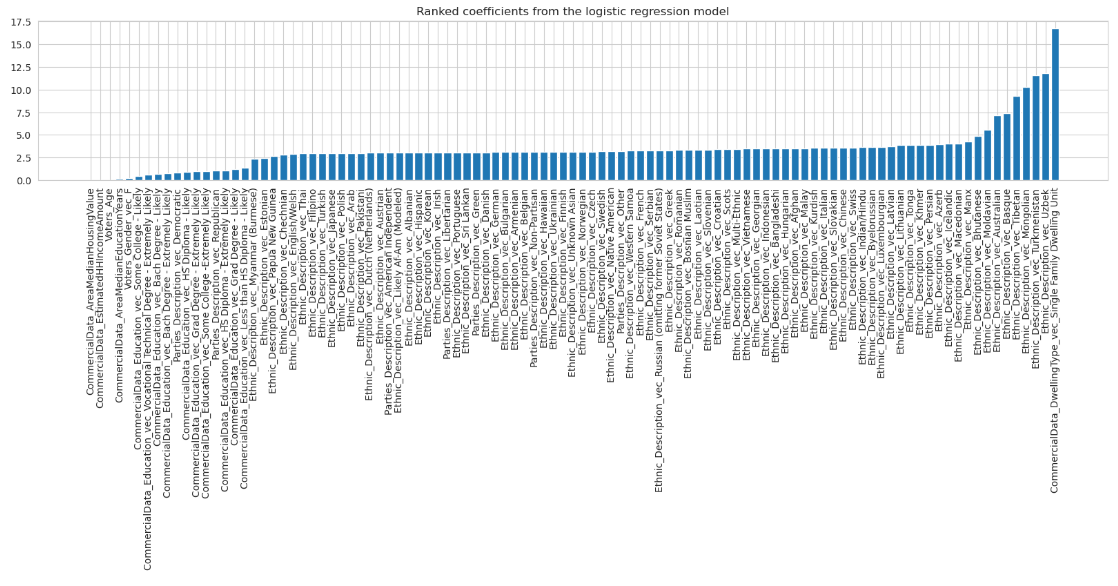 Ranked coefficients from the logistic regression model
17.5
15.0
12.5
10.0
7.5
5.0
2.5
0.0
CommercialData_AreaMedianHousingValue
CommercialData_EstimatedHHIncomeAmount
Voters_Age
CommercialData_AreaMedianEducationYears
Voters_Gender_vec_F
CommercialData_Education_vec_Some College - Likely
CommercialData_Education_vec_Vocational Technical Degree - Extremely Likely
CommercialData_Education_vec_Bach Degree - Likely
CommercialData_Education_vec_Bach Degree - Extremely Likely
Parties_Description_vec_Democratic
CommercialData_Education_vec_HS Diploma - Likely
CommercialData_Education_vec_Grad Degree - Extremely Likely
CommercialData_Education_vec_Some College - Extremely Likely
Parties_Description_vec_Republican
CommercialData_Education_vec_HS Diploma - Extremely Likely
CommercialData_Education_vec_Grad Degree - Likely
CommercialData_Education_vec_Less than HS Diploma - Likely
Ethnic_Description_vec_Myanmar (Burmese)
Ethnic_Description_vec_Estonian
Ethnic_Description_vec_Papua New Guinea
Ethnic_Description_vec_Chechnian
Ethnic_Description_vec_English/Welsh
Ethnic_Description_vec_Thai
Ethnic_Description_vec_Filipino
Ethnic_Description_vec_Turkish
Ethnic_Description_vec_Japanese
Ethnic_Description_vec_Polish
Ethnic_Description_vec_Arab
Ethnic_Description_vec_Pakistani
Ethnic_Description_vec_Dutch (Netherlands)
Ethnic_Description_vec_Austrian
Parties_Description_vec_American Independent
Ethnic_Description_vec_Likely Af-Am (Modeled)
Ethnic_Description_vec_Albanian
Ethnic_Description_vec_Hispanic
Ethnic_Description_vec_Korean
Ethnic_Description_vec_Irish
Parties_Description_vec_Libertarian
Ethnic_Description_vec_Portuguese
Ethnic_Description_vec_Sri Lankan
Parties_Description_vec_Green
Ethnic_Description_vec_Danish
Ethnic_Description_vec_German
Ethnic_Description_vec_Bulgarian
Ethnic_Description_vec_Armenian
Ethnic_Description_vec_Belgian
Parties_Description_vec_Non-Partisan
Ethnic_Description_vec_Hawaiian
Ethnic_Description_vec_Ukrainian
Ethnic_Description_vec_Finnish
Ethnic_Description_vec_Unknown Asian
Ethnic_Description_vec_Norwegian
Ethnic_Description_vec_Czech
Ethnic_Description_vec_Swedish
Ethnic_Description_vec_Native American
Parties_Description_vec_Other
Ethnic_Description_vec_Western Samoa
Ethnic_Description_vec_French
Ethnic_Description_vec_Serbian
Ethnic_Description_vec_Russian (omitting former Soviet States)
Ethnic_Description_vec_Greek
Ethnic_Description_vec_Romanian
Ethnic_Description_vec_Bosnian Muslim
Ethnic_Description_vec_Laotian
Ethnic_Description_vec_Slovenian
Ethnic_Description_vec_Croatian
Ethnic_Description_vec_Scots
Ethnic_Description_vec_Multi-Ethnic
Ethnic_Description_vec_Vietnamese
Ethnic_Description_vec_Georgian
Ethnic_Description_vec_Indonesian
Ethnic_Description_vec_Hungarian
Ethnic_Description_vec_Bangladeshi
Ethnic_Description_vec_Afghan
Ethnic_Description_vec_Malay
Ethnic_Description_vec_Kurdish
Ethnic_Description_vec_Italian
Ethnic_Description_vec_Slovakian
Ethnic_Description_vec_Chinese
Ethnic_Description_vec_Swiss
Ethnic_Description_vec_Indian/Hindu
Ethnic_Description_vec_Byelorussian
Ethnic_Description_vec_Luxembourgian
Ethnic_Description_vec_Latvian
Ethnic_Description_vec_Lithuanian
Ethnic_Description_vec_Tonga
Ethnic_Description_vec_Khmer
Ethnic_Description_vec_Persian
Ethnic_Description_vec_Azeri
Ethnic_Description_vec_Icelandic
Ethnic_Description_vec_Macedonian
Ethnic_Description_vec_Manx
Ethnic_Description_vec_Bhutanese
Ethnic_Description_vec_Moldavian
Ethnic_Description_vec_Australian
Ethnic_Description_vec_Basque
Ethnic_Description_vec_Tibetan
Ethnic_Description_vec_Mongolian
Ethnic_Description_vec_Turkmenistan
Ethnic_Description_vec_Uzbek
CommercialData_DwellingType_vec_Single Family Dwelling Unit